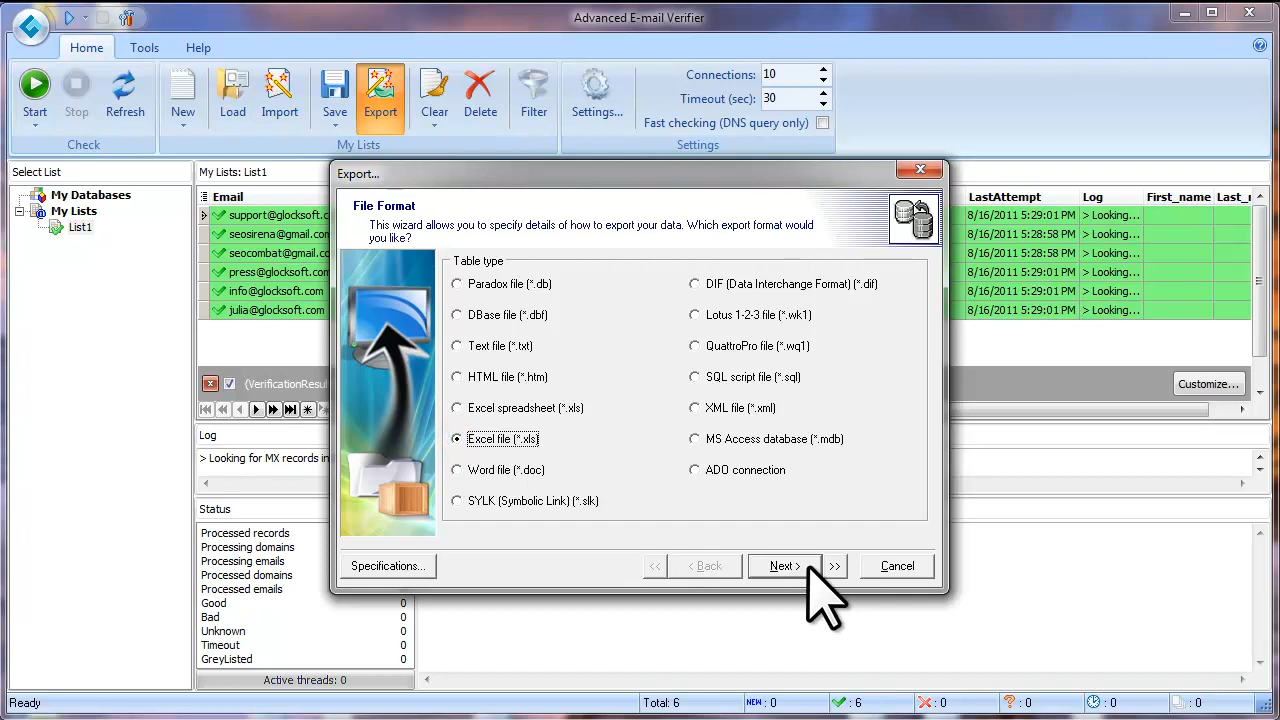 Advanced E-mail Verifier
Home Tools Help
Connections: 10
Timeout (sec): 30
Fast checking (DNS query only)
Start Stop Refresh New Load Import Save Export Clear Delete Filter Settings...
Check My Lists Settings
Select List
My Databases
My Lists
List1
My Lists: List1
Email LastAttempt Log First_name
support@glocksoft.c 8/16/2011 5:29:01 PM > Looking...
seosirena@gmail.com 8/16/2011 5:28:58 PM > Looking...
seocombat@gmail.com 8/16/2011 5:28:58 PM > Looking...
press@glocksoft.com 8/16/2011 5:29:01 PM > Looking...
info@glocksoft.com 8/16/2011 5:29:01 PM > Looking...
julia@glocksoft.com 8/16/2011 5:29:01 PM > Looking...
(VerificationResu
Customize...
Export...
File Format
This wizard allows you to specify details of how to export your data. Which export format would
you like?
Table type
Paradox file (*.db)
DBase file (*.dbf)
Text file (*.txt)
HTML file (*.htm)
Excel spreadsheet (*.xls)
Excel file (*.xls)
Word file (*.doc)
SYLK (Symbolic Link) (*.slk)
DIF (Data Interchange Format) (*.dif)
Lotus 1-2-3 file (*.wk1)
QuattroPro file (*.wq1)
SQL script file (*.sql)
XML file (*.xml)
MS Access database (*.mdb)
ADO connection
Specifications... << < Back Next > >> Cancel
Log
> Looking for MX records in
Status
Processed records
Processing domains
Processing emails
Processed domains
Processed emails
Good 0
Bad 0
Unknown 0
Timeout 0
GreyListed 0
Active threads: 0
Ready Total: 6 NEW : 0 : 6 : 0 : 0 : 0 : 0